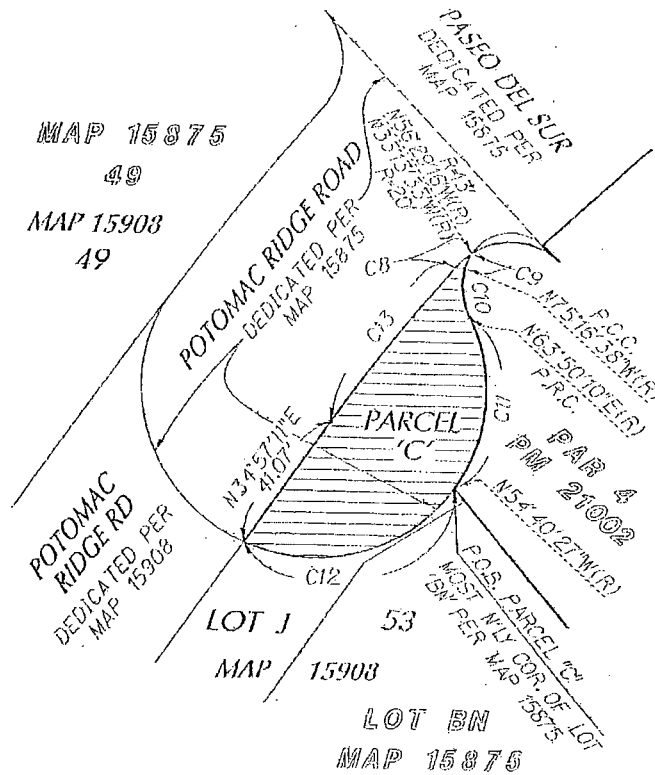 PASEO DEL SUR
DEDICATED PER
MAP 15875
MAP 15875
49
MAP 15908
49
POTOMAC RIDGE ROAD
DEDICATED PER
MAP 15875
R=13'
(R)
(R)
R=20'
C8
C9
C10
C13
P.C.C.
N75°16'38"W(R)
N63°50'10"E(R)
P.R.C.
PARCEL
'C'
C11
N34°57'11"E
41.07'
PAR 4
PM 21002
N54°40'27"W(R)
POTOMAC
RIDGE RD
DEDICATED PER
MAP 15908
C12
LOT J
53
MAP 15908
P.O.B. PARCEL "C"
MOST N'LY COR. OF LOT
'BN' PER MAP 15875
LOT BN
MAP 15875